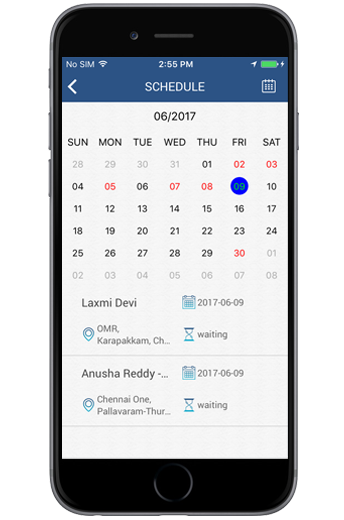 No SIM 2:55 PM
SCHEDULE
06/2017
SUN MON TUE WED THU FRI SAT
28 29 30 31 01 02 03
04 05 06 07 08 09 10
11 12 13 14 15 16 17
18 19 20 21 22 23 24
25 26 27 28 29 30 01
02 03 04 05 06 07 08
Laxmi Devi 2017-06-09
OMR,
Karapakkam, Ch... waiting
Anusha Reddy -... 2017-06-09
Chennai One,
Pallavaram-Thur... waiting